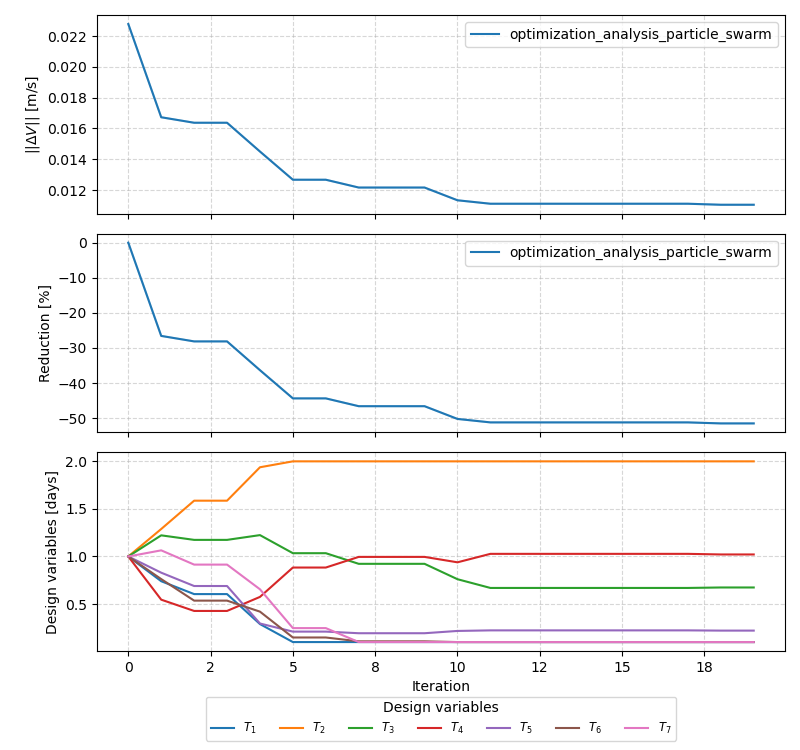 0.022
0.020
0.018
0.016
0.014
0.012
||ΔV|| [m/s]
optimization_analysis_particle_swarm
0
−10
−20
−30
−40
−50
Reduction [%]
optimization_analysis_particle_swarm
2.0
1.5
1.0
0.5
Design variables [days]
0 2 5 8 10 12 15 18
Iteration
Design variables
T₁ T₂ T₃ T₄ T₅ T₆ T₇